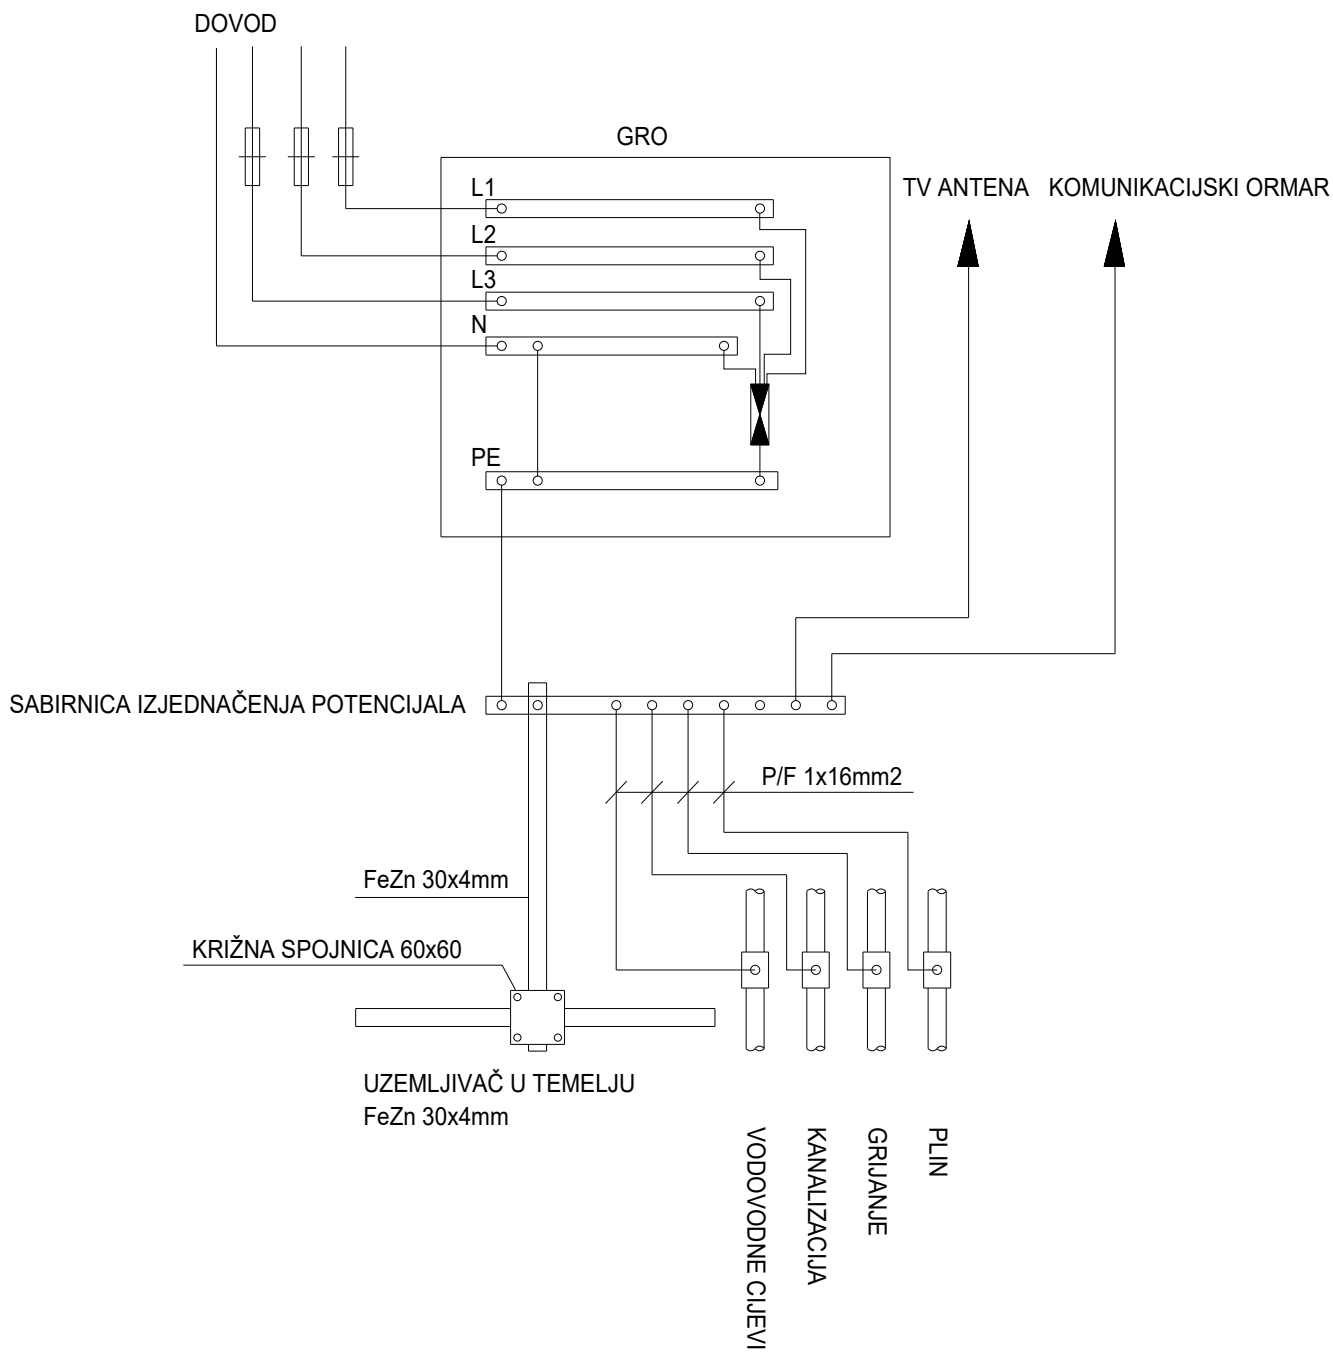 DOVOD
GRO
L1
L2
L3
N
PE
TV ANTENA
KOMUNIKACIJSKI ORMAR
SABIRNICA IZJEDNAČENJA POTENCIJALA
P/F 1x16mm2
FeZn 30x4mm
KRIŽNA SPOJNICA 60x60
UZEMLJIVAČ U TEMELJU
FeZn 30x4mm
VODOVODNE CIJEVI
KANALIZACIJA
GRIJANJE
PLIN